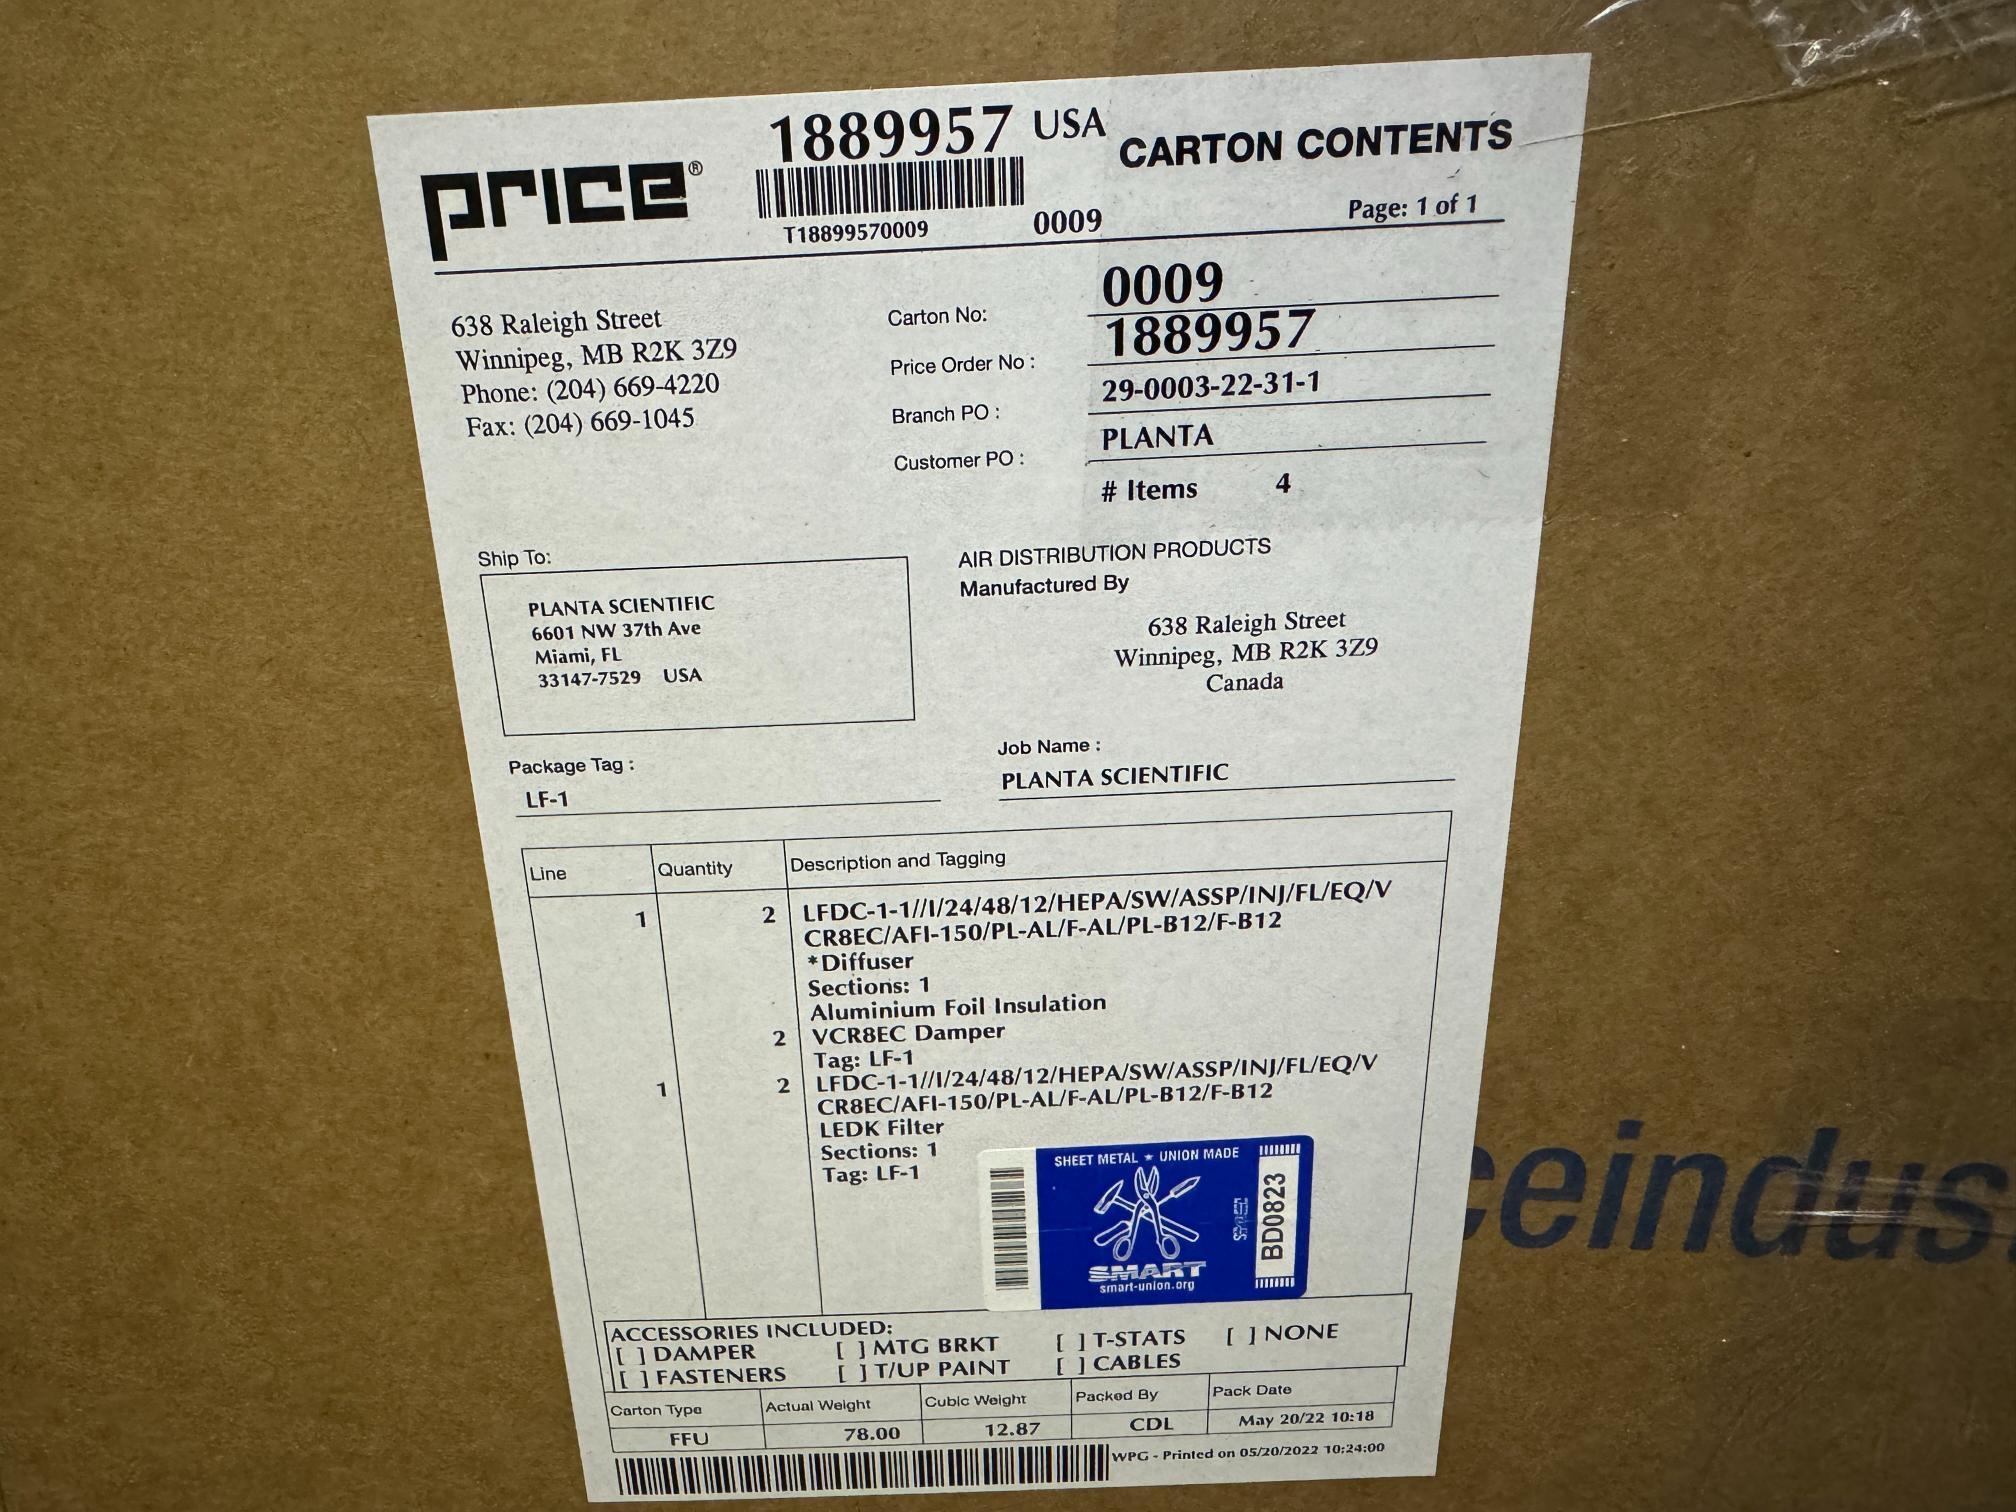 price®
1889957 USA
T18899570009
0009
CARTON CONTENTS
Page: 1 of 1
638 Raleigh Street
Winnipeg, MB R2K 3Z9
Phone: (204) 669-4220
Fax: (204) 669-1045
Carton No: 0009
Price Order No : 1889957
Branch PO : 29-0003-22-31-1
Customer PO : PLANTA
# Items 4
Ship To:
PLANTA SCIENTIFIC
6601 NW 37th Ave
Miami, FL
33147-7529 USA
AIR DISTRIBUTION PRODUCTS
Manufactured By
638 Raleigh Street
Winnipeg, MB R2K 3Z9
Canada
Package Tag :
LF-1
Job Name :
PLANTA SCIENTIFIC
Line Quantity Description and Tagging
1 2 LFDC-1-1//I/24/48/12/HEPA/SW/ASSP/INJ/FL/EQ/V
CR8EC/AFI-150/PL-AL/F-AL/PL-B12/F-B12
*Diffuser
Sections: 1
Aluminium Foil Insulation
2 VCR8EC Damper
Tag: LF-1
1 2 LFDC-1-1//I/24/48/12/HEPA/SW/ASSP/INJ/FL/EQ/V
CR8EC/AFI-150/PL-AL/F-AL/PL-B12/F-B12
LEDK Filter
Sections: 1
Tag: LF-1
SHEET METAL ★ UNION MADE
SMART
smart-union.org
BD0823
ceindus
ACCESSORIES INCLUDED:
[ ] DAMPER [ ] MTG BRKT [ ] T-STATS [ ] NONE
[ ] FASTENERS [ ] T/UP PAINT [ ] CABLES
Carton Type Actual Weight Cubic Weight Packed By Pack Date
FFU 78.00 12.87 CDL May 20/22 10:18
WPG - Printed on 05/20/2022 10:24:00